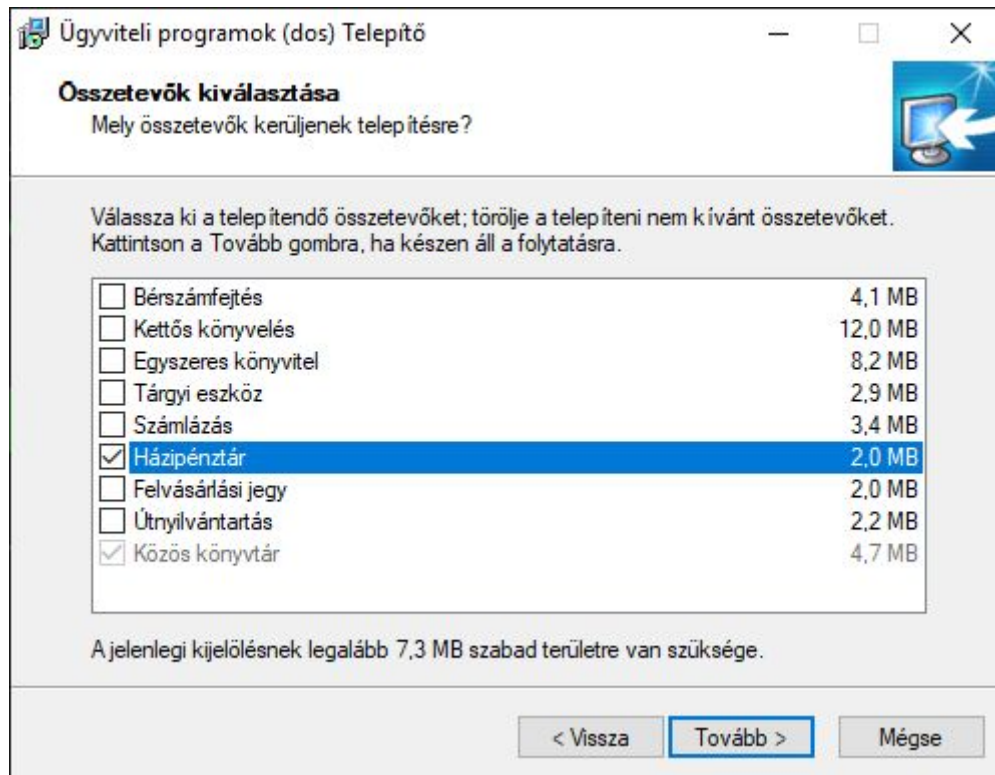 Ügyviteli programok (dos) Telepítő
Összetevők kiválasztása
Mely összetevők kerüljenek telepítésre?
Válassza ki a telepítendő összetevőket; törölje a telepíteni nem kívánt összetevőket.
Kattintson a Tovább gombra, ha készen áll a folytatásra.
Bérszámfejtés 4,1 MB
Kettős könyvelés 12,0 MB
Egyszeres könyvitel 8,2 MB
Tárgyi eszköz 2,9 MB
Számlázás 3,4 MB
Házipénztár 2,0 MB
Felvásárlási jegy 2,0 MB
Útnyilvántartás 2,2 MB
Közös könyvtár 4,7 MB
A jelenlegi kijelölésnek legalább 7,3 MB szabad területre van szüksége.
< Vissza Tovább > Mégse